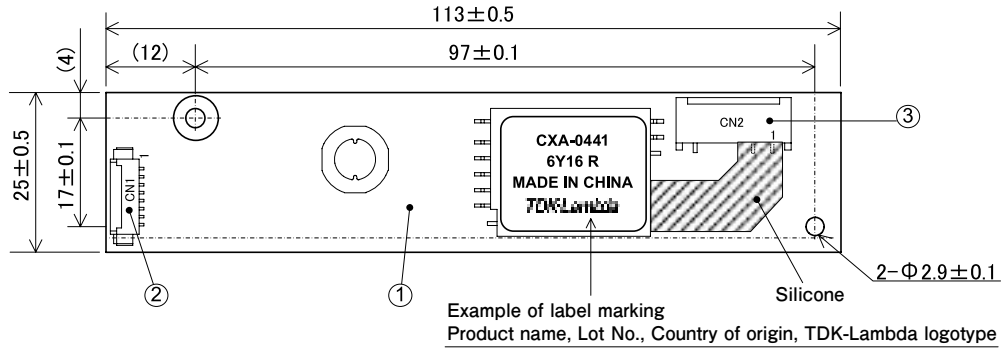 113±0.5
(12)
97±0.1
(4)
25±0.5
17±0.1
1
CN1
CXA-0441
6Y16 R
MADE IN CHINA
TDK-Lambda
CN2
1
③
②
①
2-Φ2.9±0.1
Silicone
Example of label marking
Product name, Lot No., Country of origin, TDK-Lambda logotype